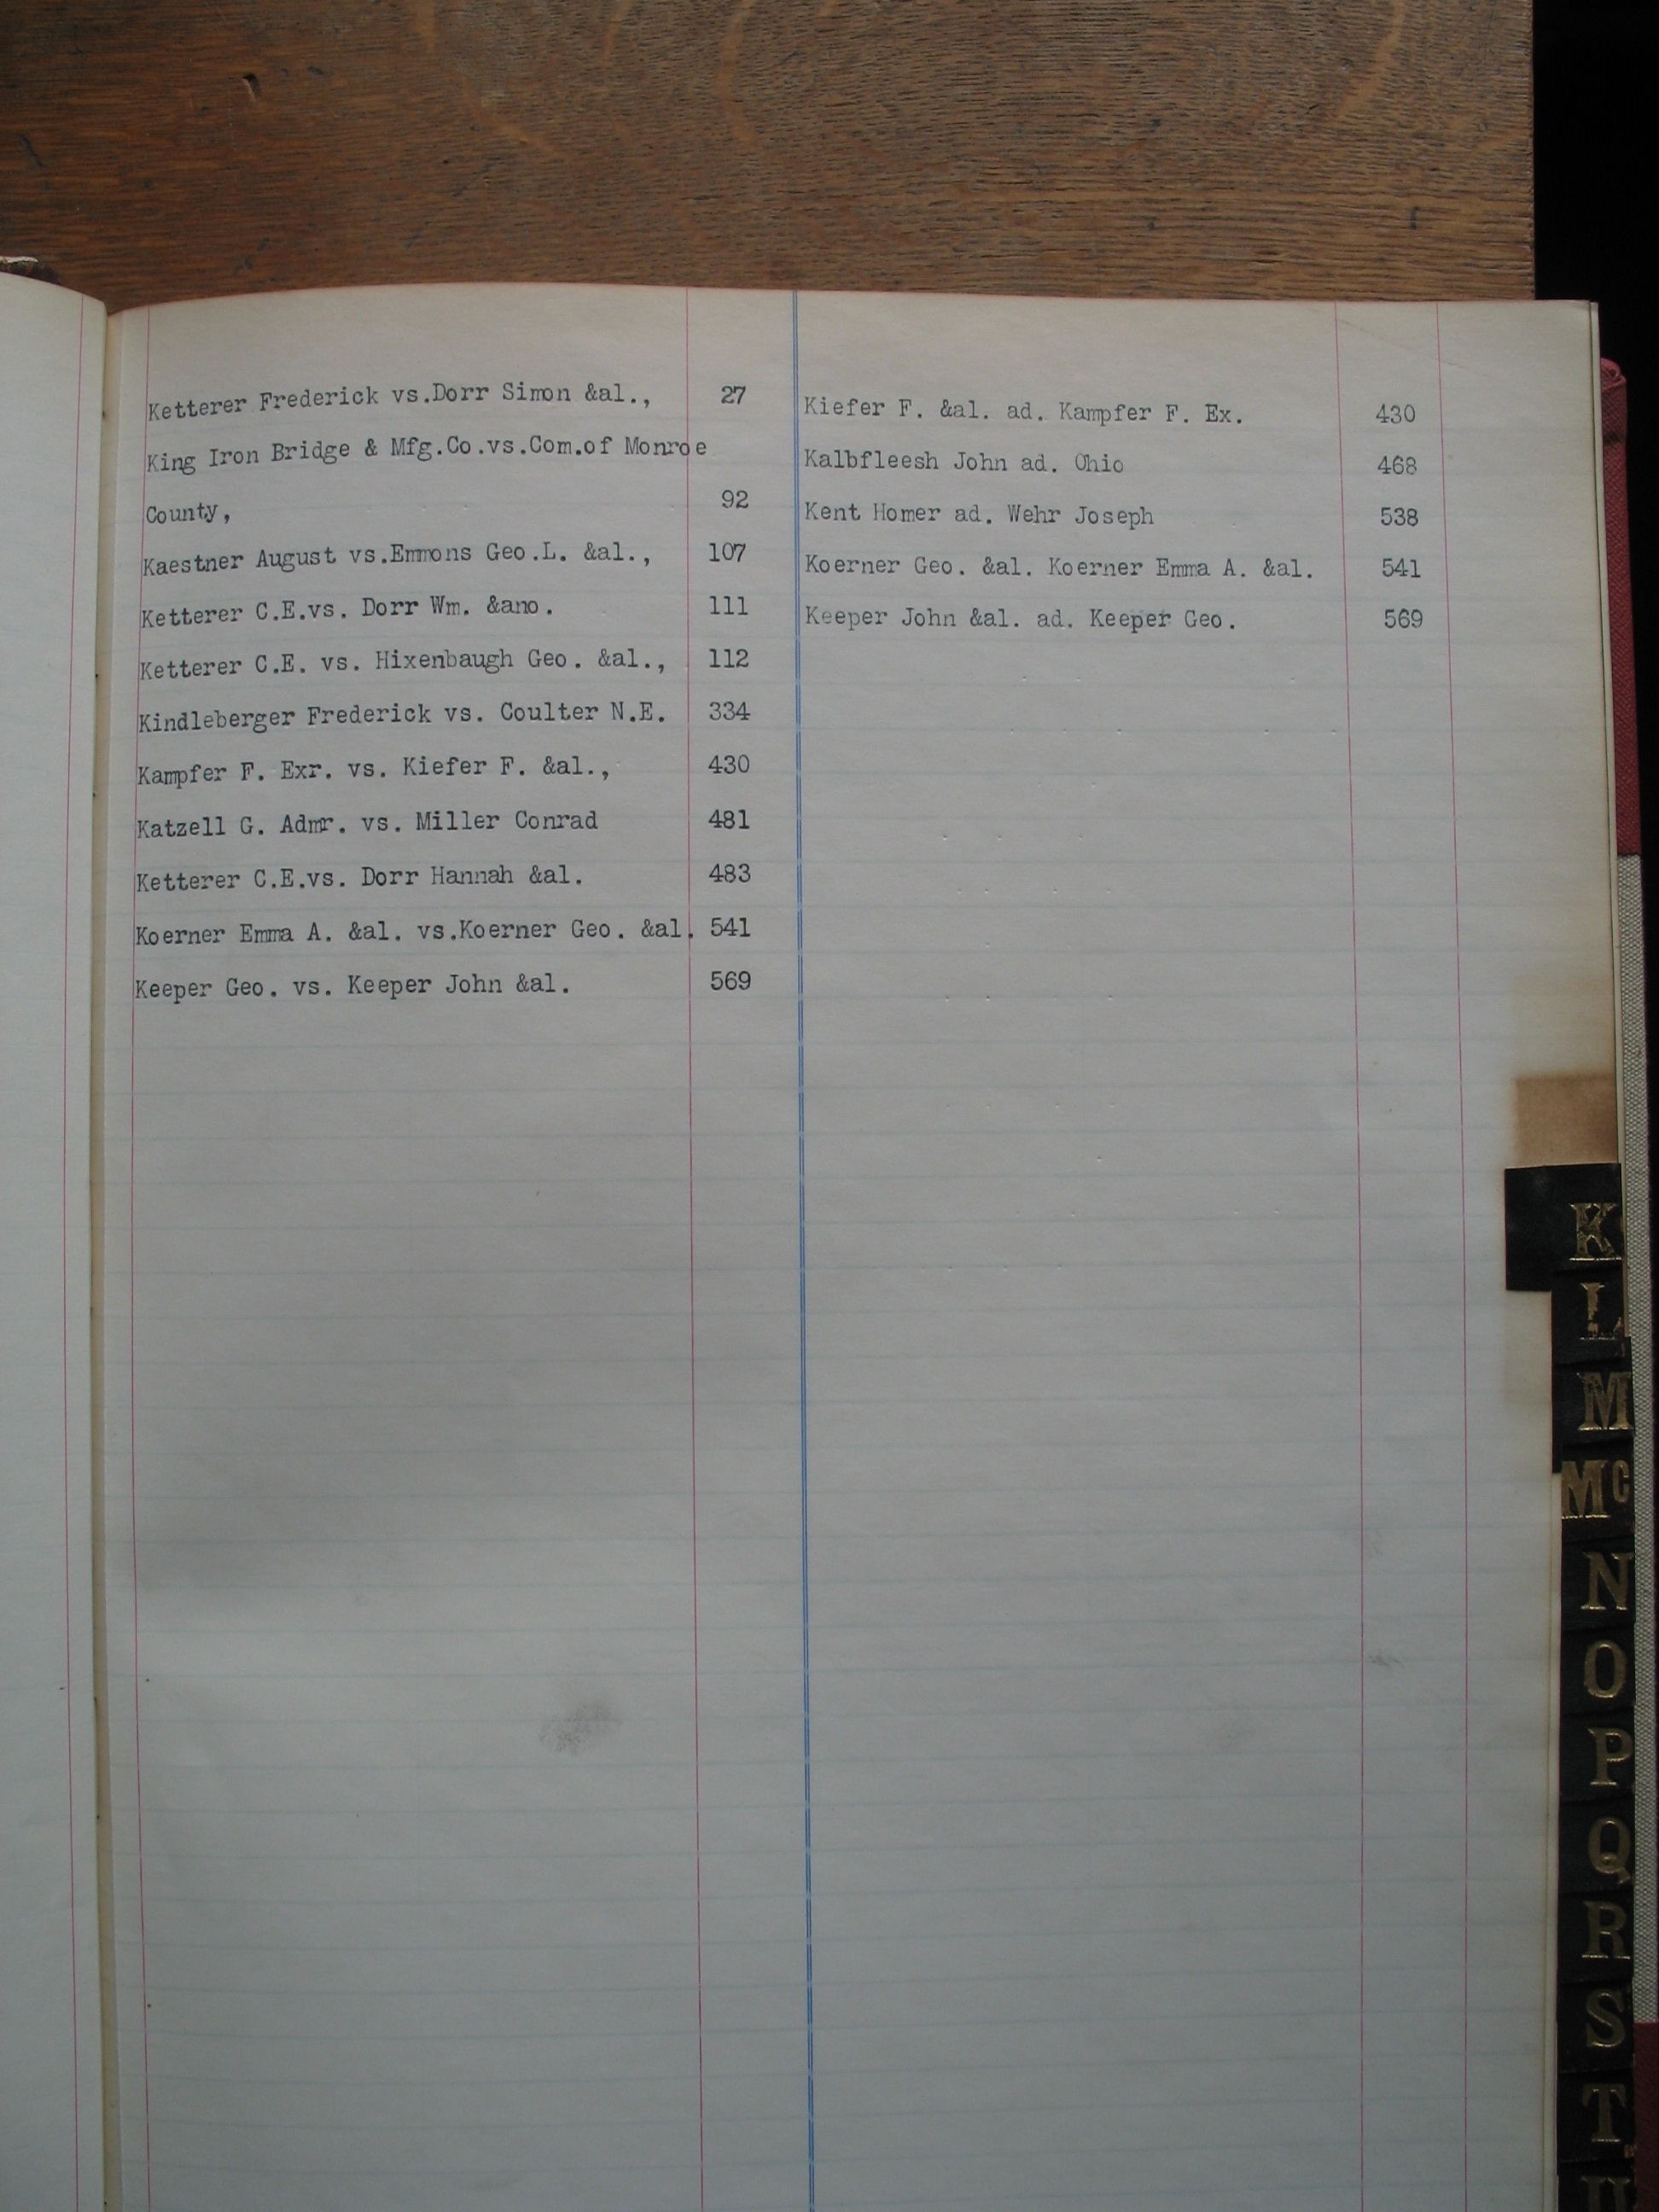 Ketterer Frederick vs.Dorr Simon &al., 27
King Iron Bridge & Mfg.Co.vs.Com.of Monroe
County, 92
Kaestner August vs.Emmons Geo.L. &al., 107
Ketterer C.E.vs. Dorr Wm. &ano. 111
Ketterer C.E. vs. Hixenbaugh Geo. &al., 112
Kindleberger Frederick vs. Coulter N.E. 334
Kampfer F. Exr. vs. Kiefer F. &al., 430
Katzell G. Admr. vs. Miller Conrad 481
Ketterer C.E.vs. Dorr Hannah &al. 483
Koerner Emma A. &al. vs.Koerner Geo. &al. 541
Keeper Geo. vs. Keeper John &al. 569
Kiefer F. &al. ad. Kampfer F. Ex. 430
Kalbfleesh John ad. Ohio 468
Kent Homer ad. Wehr Joseph 538
Koerner Geo. &al. Koerner Emma A. &al. 541
Keeper John &al. ad. Keeper Geo. 569
K
L
M
Mc
N
O
P
Q
R
S
T
U